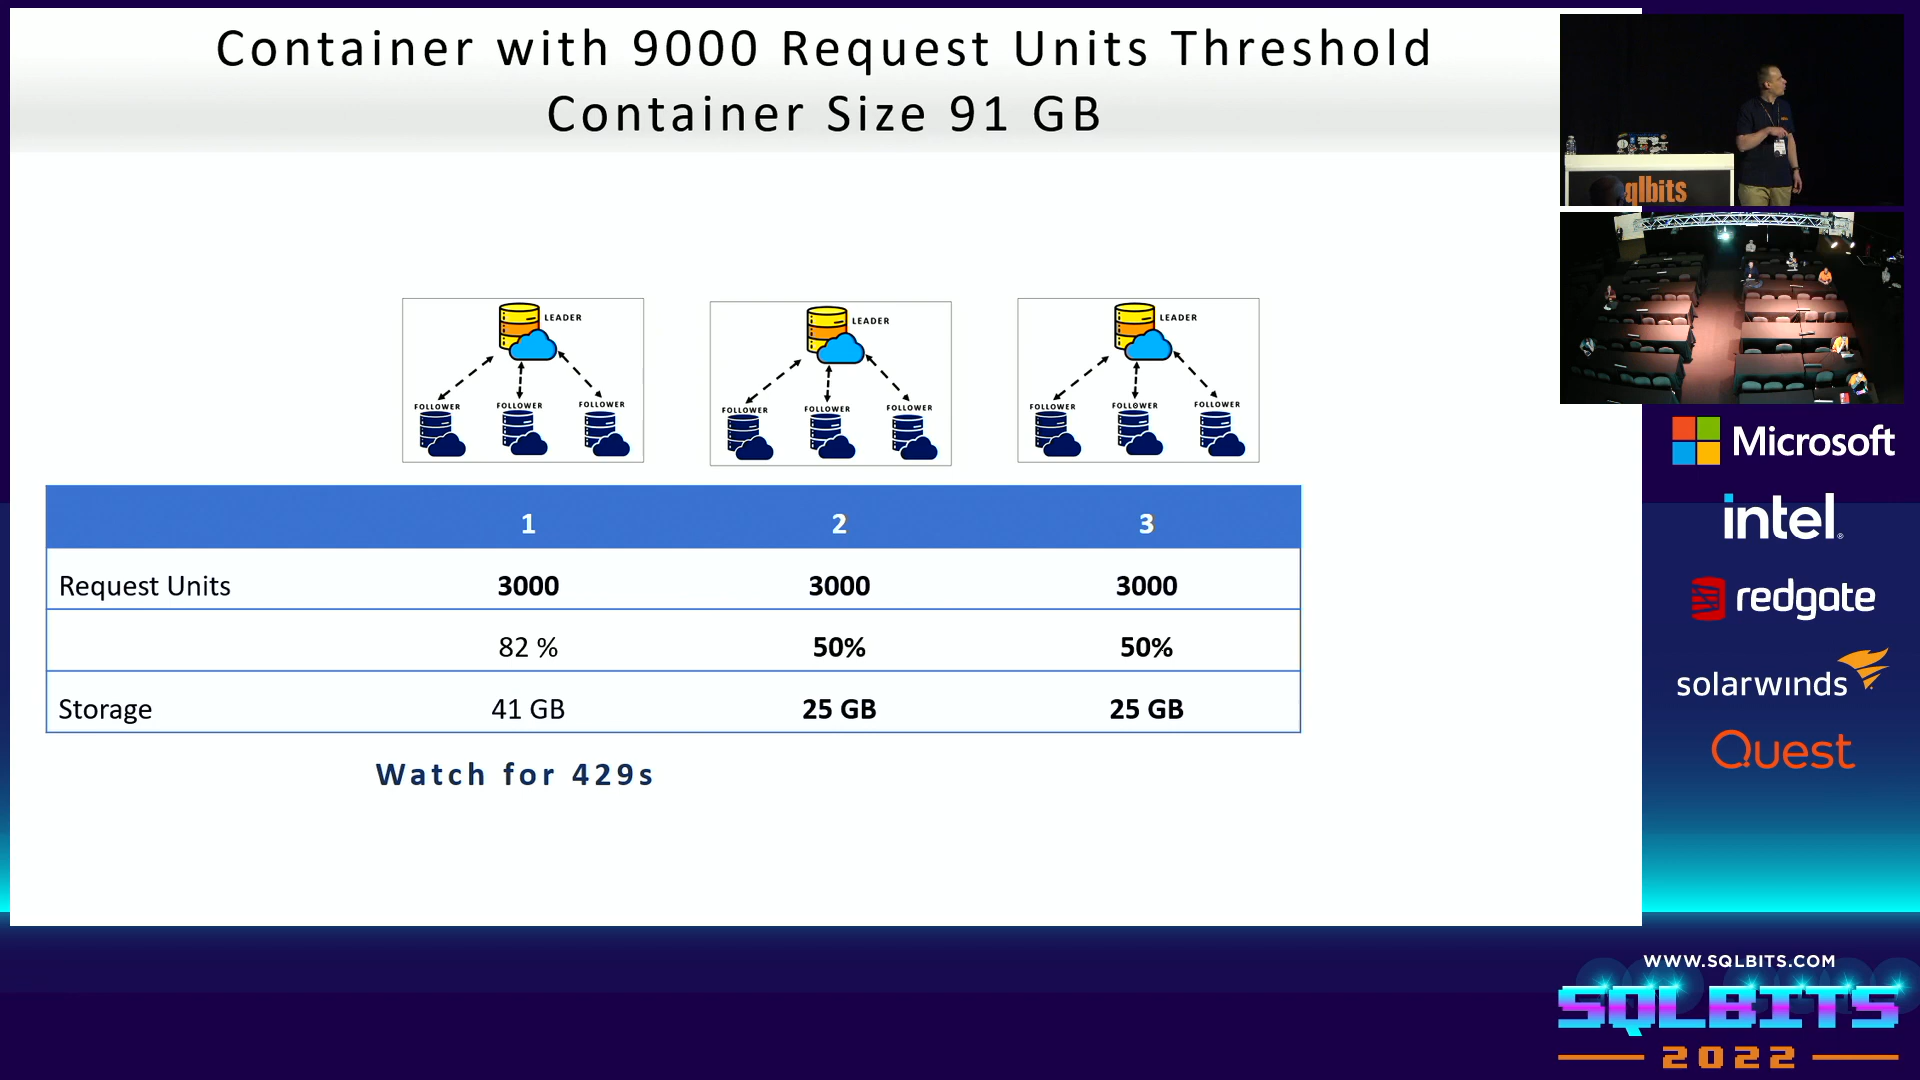 Container with 9000 Request Units Threshold
Container Size 91 GB
LEADER
FOLLOWER FOLLOWER FOLLOWER
LEADER
FOLLOWER FOLLOWER FOLLOWER
LEADER
FOLLOWER FOLLOWER FOLLOWER
1 2 3
Request Units 3000 3000 3000
82 % 50% 50%
Storage 41 GB 25 GB 25 GB
Watch for 429s
qlbits
Microsoft
intel.
redgate
solarwinds
Quest
WWW.SQLBITS.COM
SQLBITS
2022